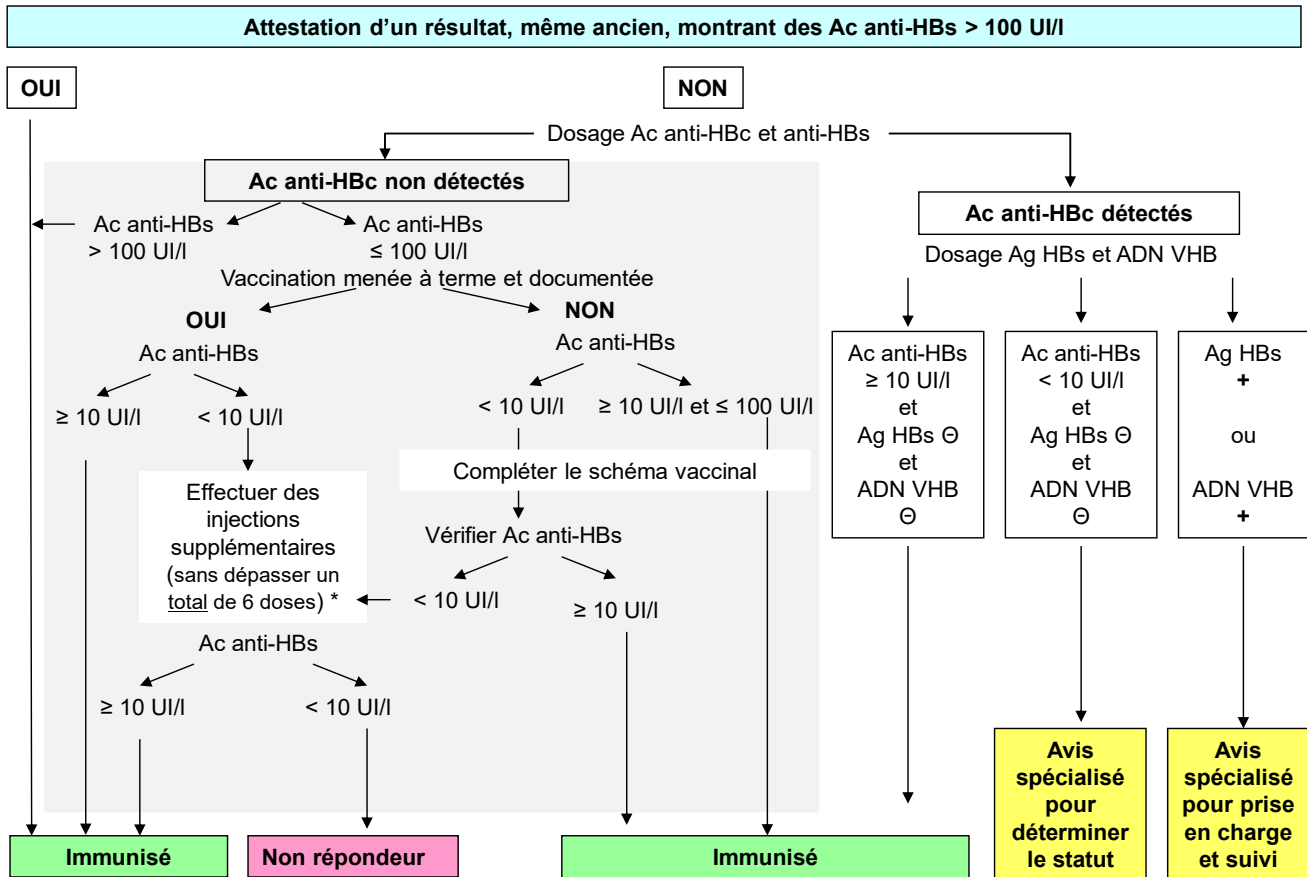 Attestation d’un résultat, même ancien, montrant des Ac anti-HBs > 100 UI/l
OUI
NON
Dosage Ac anti-HBc et anti-HBs
Ac anti-HBc non détectés
Ac anti-HBs
> 100 UI/l
Ac anti-HBs
≤ 100 UI/l
Vaccination menée à terme et documentée
OUI
Ac anti-HBs
≥ 10 UI/l
< 10 UI/l
Effectuer des
injections
supplémentaires
(sans dépasser un
total de 6 doses) *
Ac anti-HBs
≥ 10 UI/l
< 10 UI/l
NON
Ac anti-HBs
< 10 UI/l
≥ 10 UI/l et ≤ 100 UI/l
Compléter le schéma vaccinal
Vérifier Ac anti-HBs
< 10 UI/l
≥ 10 UI/l
Ac anti-HBc détectés
Dosage Ag HBs et ADN VHB
Ac anti-HBs
≥ 10 UI/l
et
Ag HBs Θ
et
ADN VHB
Θ
Ac anti-HBs
< 10 UI/l
et
Ag HBs Θ
et
ADN VHB
Θ
Ag HBs
+
ou
ADN VHB
+
Immunisé
Non répondeur
Immunisé
Avis
spécialisé
pour
déterminer
le statut
Avis
spécialisé
pour prise
en charge
et suivi